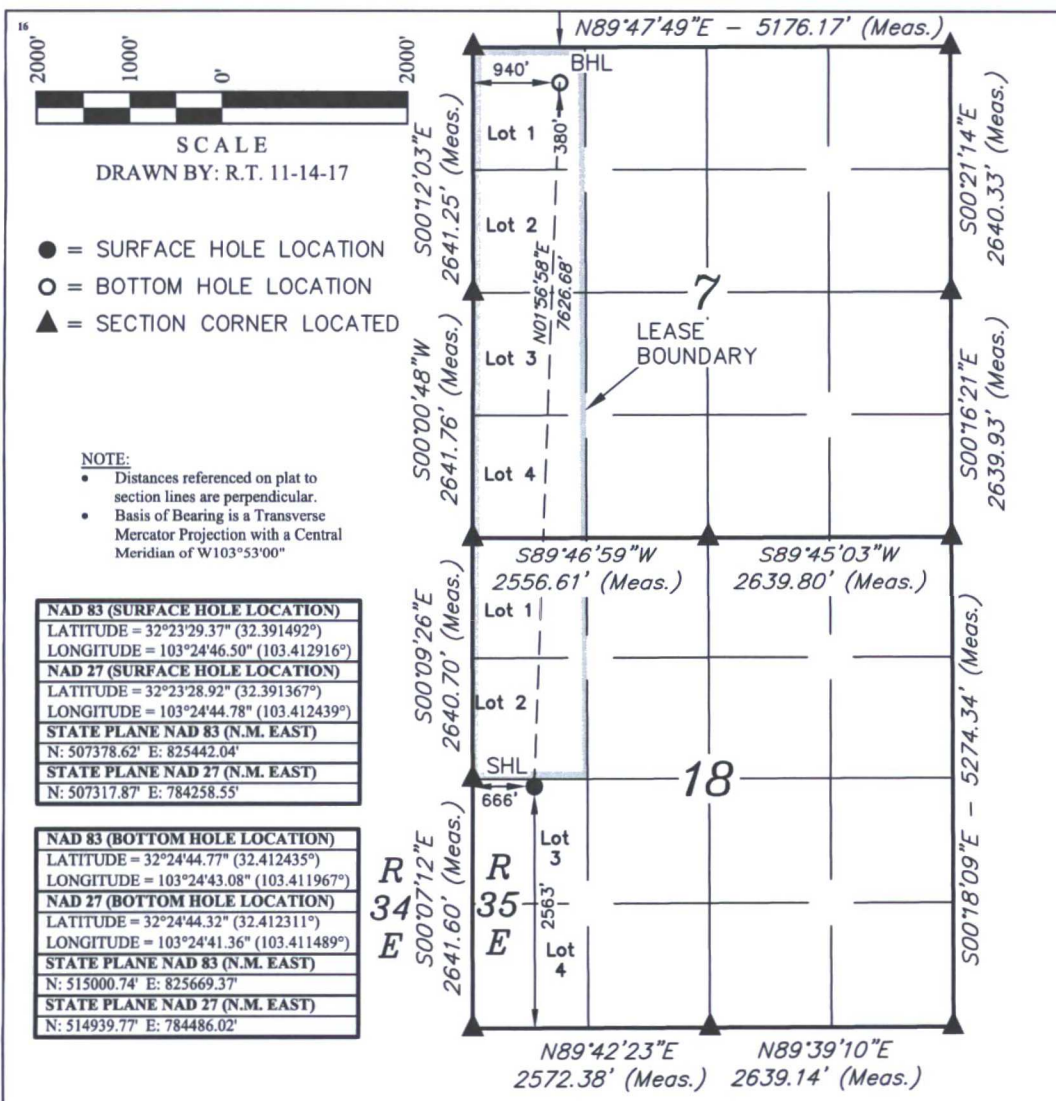 16
2000'
1000'
0'
2000'
SCALE
DRAWN BY: R.T. 11-14-17
● = SURFACE HOLE LOCATION
O = BOTTOM HOLE LOCATION
▲ = SECTION CORNER LOCATED
NOTE:
• Distances referenced on plat to
section lines are perpendicular.
• Basis of Bearing is a Transverse
Mercator Projection with a Central
Meridian of W103°53'00"
NAD 83 (SURFACE HOLE LOCATION)
LATITUDE = 32°23'29.37" (32.391492°)
LONGITUDE = 103°24'46.50" (103.412916°)
NAD 27 (SURFACE HOLE LOCATION)
LATITUDE = 32°23'28.92" (32.391367°)
LONGITUDE = 103°24'44.78" (103.412439°)
STATE PLANE NAD 83 (N.M. EAST)
N: 507378.62' E: 825442.04'
STATE PLANE NAD 27 (N.M. EAST)
N: 507317.87' E: 784258.55'
NAD 83 (BOTTOM HOLE LOCATION)
LATITUDE = 32°24'44.77" (32.412435°)
LONGITUDE = 103°24'43.08" (103.411967°)
NAD 27 (BOTTOM HOLE LOCATION)
LATITUDE = 32°24'44.32" (32.412311°)
LONGITUDE = 103°24'41.36" (103.411489°)
STATE PLANE NAD 83 (N.M. EAST)
N: 515000.74' E: 825669.37'
STATE PLANE NAD 27 (N.M. EAST)
N: 514939.77' E: 784486.02'
N89°47'49"E - 5176.17' (Meas.)
940'
BHL
380'
Lot 1
Lot 2
Lot 3
Lot 4
S00°12'03"E
2641.25' (Meas.)
S00°00'48"W
2641.76' (Meas.)
N01°56'58"E
7626.68'
7
LEASE
BOUNDARY
S00°21'14"E
2640.33' (Meas.)
S00°16'21"E
2639.93' (Meas.)
S89°46'59"W
2556.61' (Meas.)
S89°45'03"W
2639.80' (Meas.)
S00°09'26"E
2640.70' (Meas.)
Lot 1
Lot 2
SHL
666'
18
Lot
3
2563'
Lot
4
R
34
E
S00°07'12"E
2641.60' (Meas.)
R
35
E
S00°18'09"E - 5274.34' (Meas.)
N89°42'23"E
2572.38' (Meas.)
N89°39'10"E
2639.14' (Meas.)